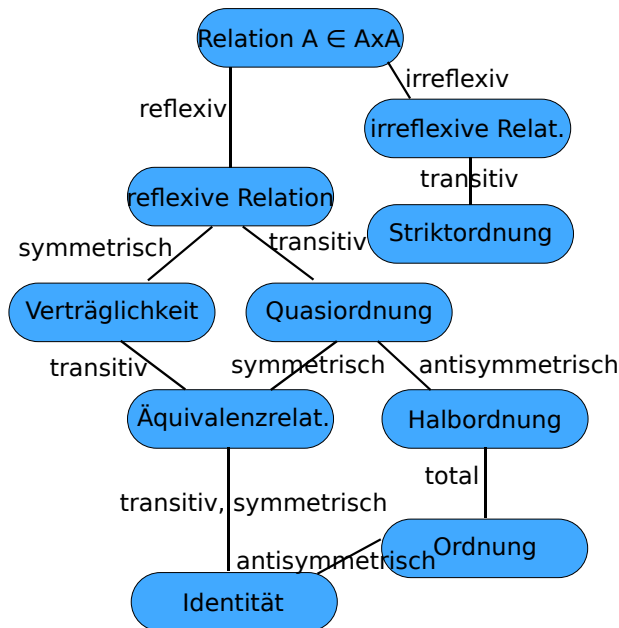 Relation A ∈ AxA
irreflexiv
reflexiv
irreflexive Relat.
transitiv
reflexive Relation
Striktordnung
symmetrisch
transitiv
Verträglichkeit
Quasiordnung
transitiv
symmetrisch
antisymmetrisch
Äquivalenzrelat.
Halbordnung
total
transitiv, symmetrisch
Ordnung
antisymmetrisch
Identität